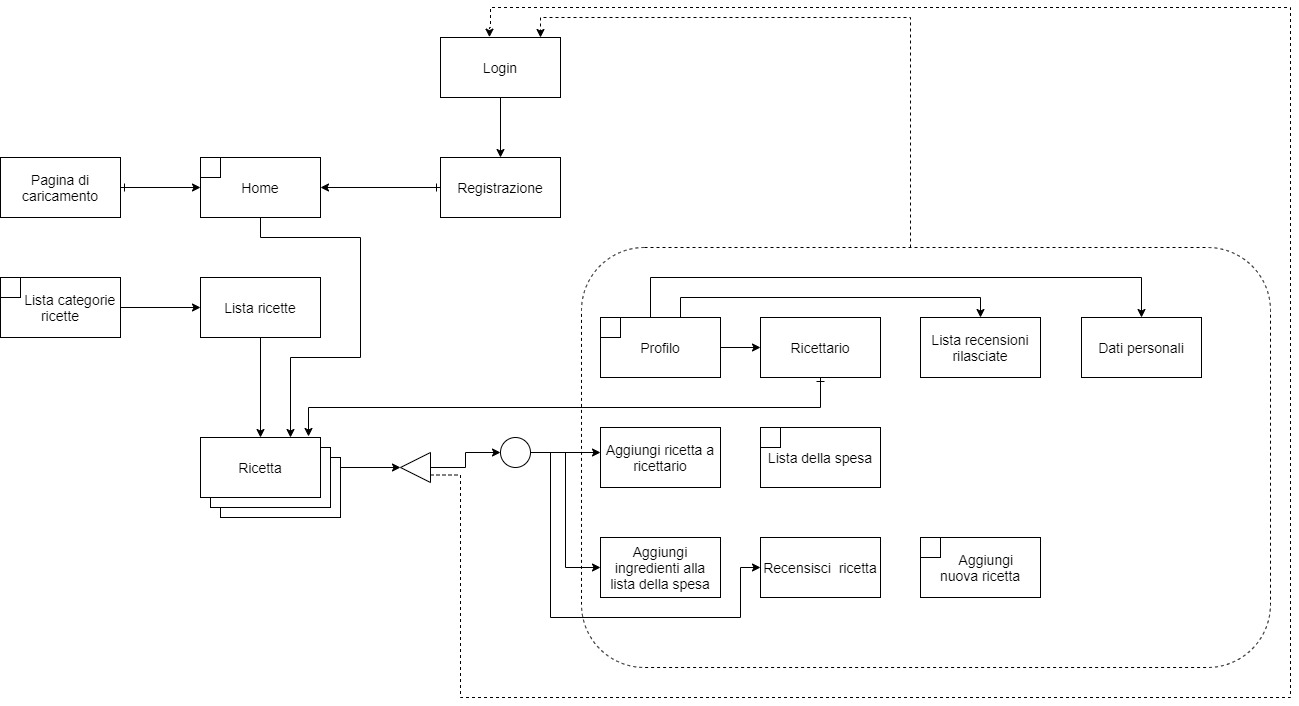 Login
Pagina di
caricamento
Home
Registrazione
Lista categorie
ricette
Lista ricette
Profilo
Ricettario
Lista recensioni
rilasciate
Dati personali
Ricetta
Aggiungi ricetta a
ricettario
Lista della spesa
Aggiungi
ingredienti alla
lista della spesa
Recensisci  ricetta
Aggiungi
nuova ricetta